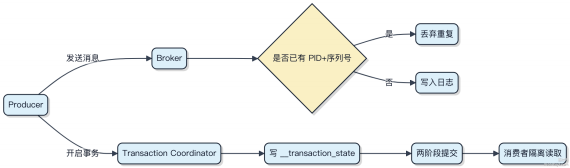 发送消息
Broker
是否已有 PID+序列号
是
丢弃重复
否
写入日志
Producer
开启事务
Transaction Coordinator
写 __transaction_state
两阶段提交
消费者隔离读取